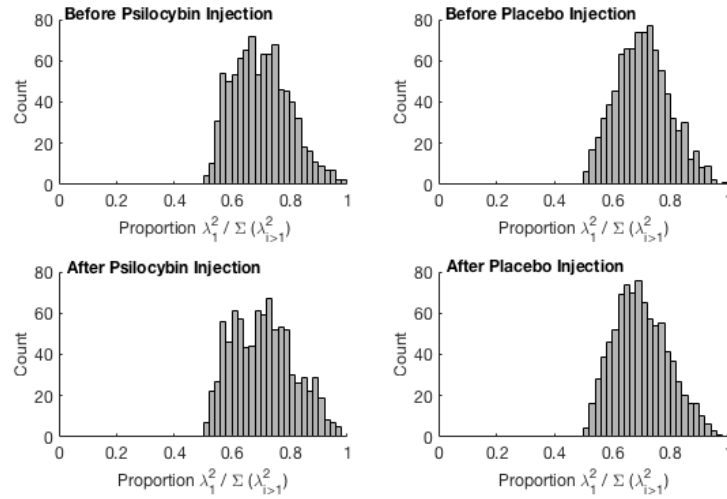 Before Psilocybin Injection
80
60
40
20
0
Count
0 0.2 0.4 0.6 0.8 1
Proportion λ₁² / Σ (λ²ᵢ>₁)
Before Placebo Injection
80
60
40
20
0
Count
0 0.2 0.4 0.6 0.8 1
Proportion λ₁² / Σ (λ²ᵢ>₁)
After Psilocybin Injection
80
60
40
20
0
Count
0 0.2 0.4 0.6 0.8 1
Proportion λ₁² / Σ (λ²ᵢ>₁)
After Placebo Injection
80
60
40
20
0
Count
0 0.2 0.4 0.6 0.8 1
Proportion λ₁² / Σ (λ²ᵢ>₁)